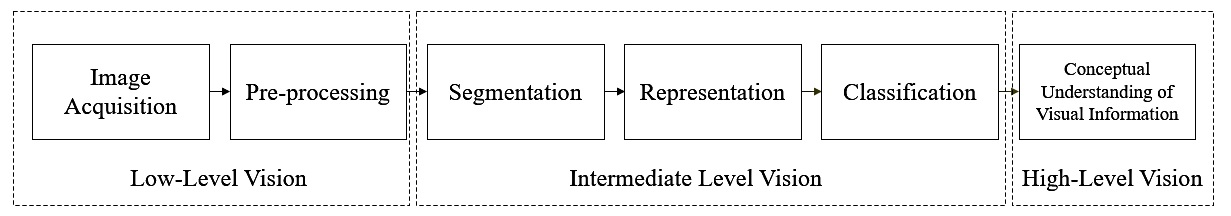 Image
Acquisition
Pre-processing
Segmentation
Representation
Classification
Conceptual
Understanding of
Visual Information
Low-Level Vision
Intermediate Level Vision
High-Level Vision